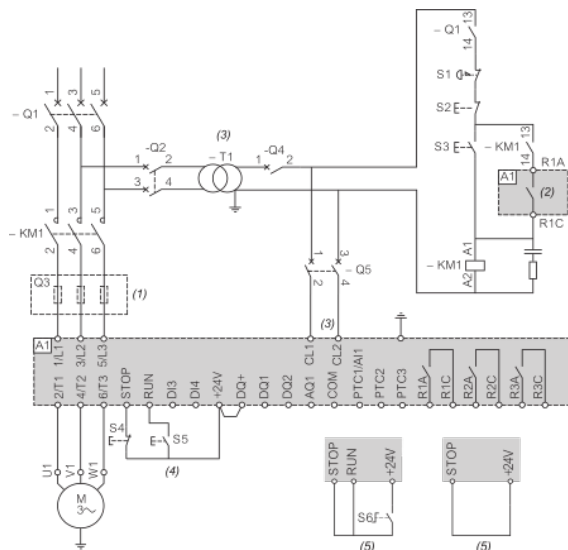 13
- Q1
14
S1
S2
S3
13
- KM1
14
R1A
A1
(2)
R1C
A1
- KM1
A2
1 3 5
- Q1
2 4 6
-Q2
1 2
3 4
(3)
- T1
-Q4
1 2
1 3 5
- KM1
2 4 6
Q3
(1)
1 3
- Q5
2 4
(3)
A1
1/L1 3/L2 5/L3 CL1 CL2
2/T1 4/T2 6/T3 STOP RUN DI3 DI4 +24V DQ+ DQ1 DQ2 AQ1 COM PTC1/AI1 PTC2 PTC3 R1A R1C R2A R2C R3A R3C
S4 S5
(4)
U1 V1 W1
M
3
STOP RUN +24V
S6
(5)
STOP +24V
(5)